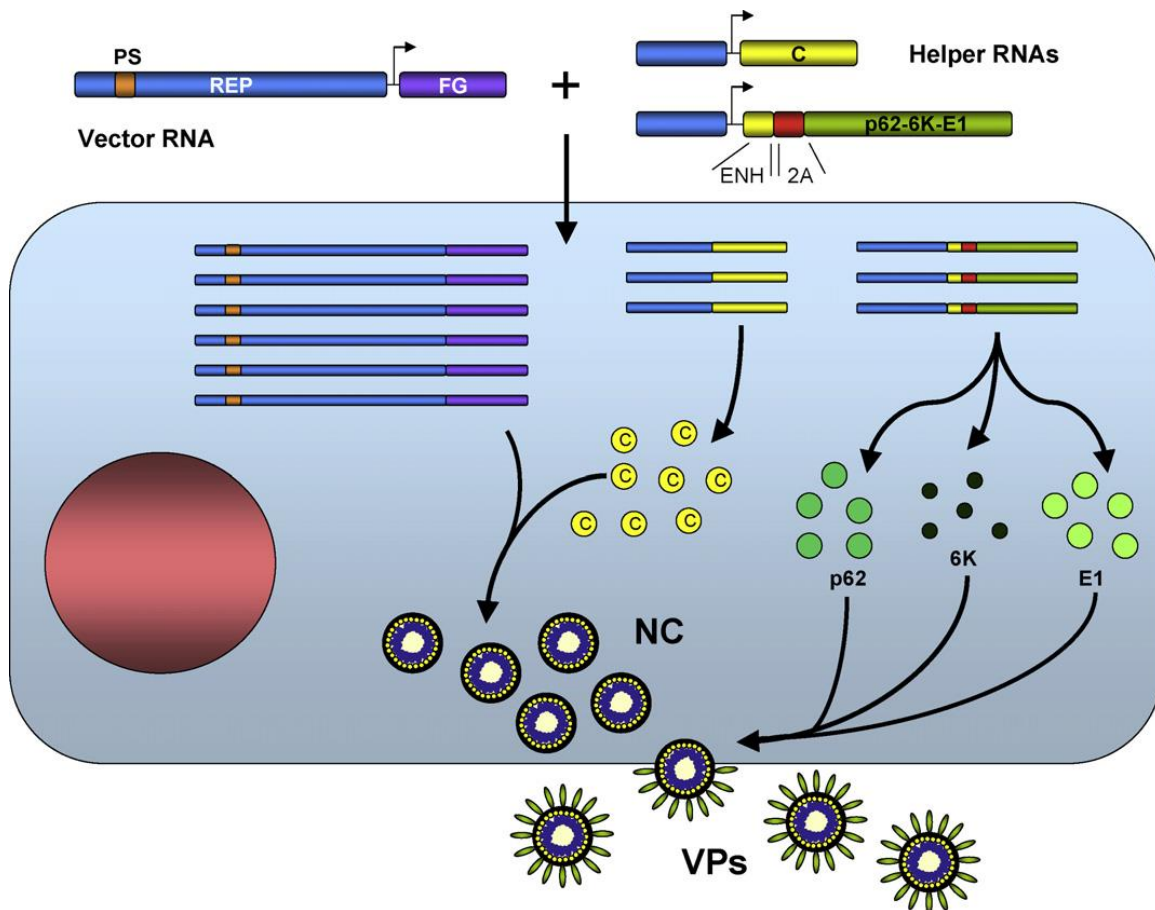 PS
REP
FG
Vector RNA
+
C
Helper RNAs
p62-6K-E1
ENH
2A
C
C
C
C
C
C
C
C
p62
6K
E1
NC
VPs